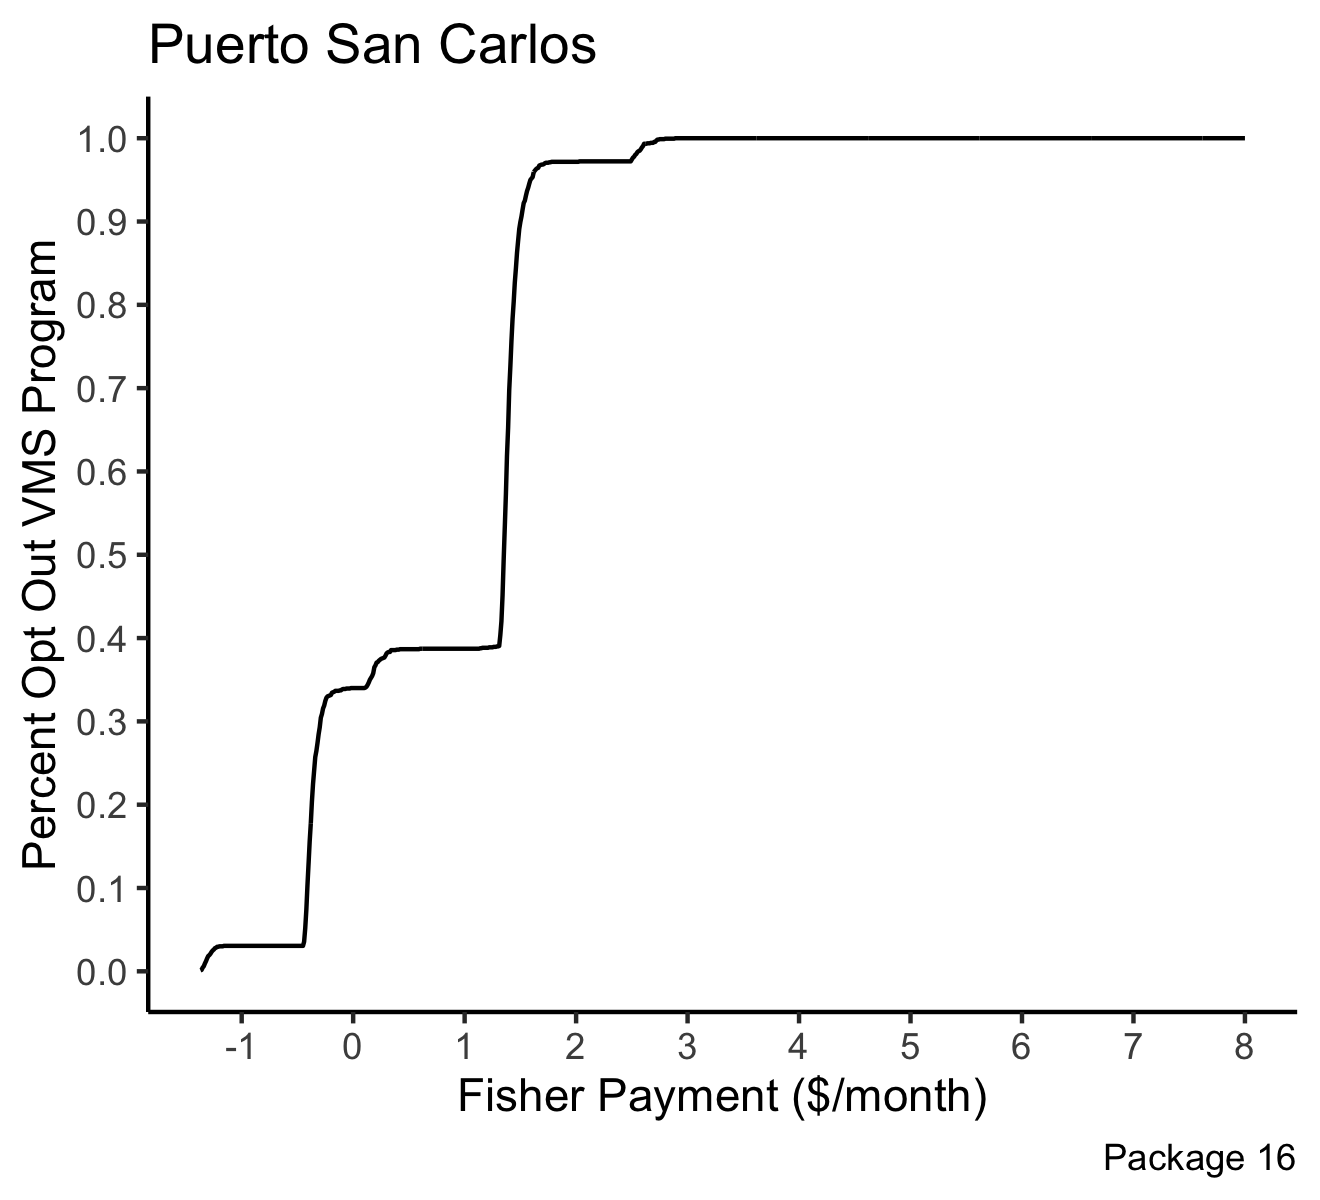 Puerto San Carlos
Percent Opt Out VMS Program
1.0
0.9
0.8
0.7
0.6
0.5
0.4
0.3
0.2
0.1
0.0
-1 0 1 2 3 4 5 6 7 8
Fisher Payment ($/month)
Package 16